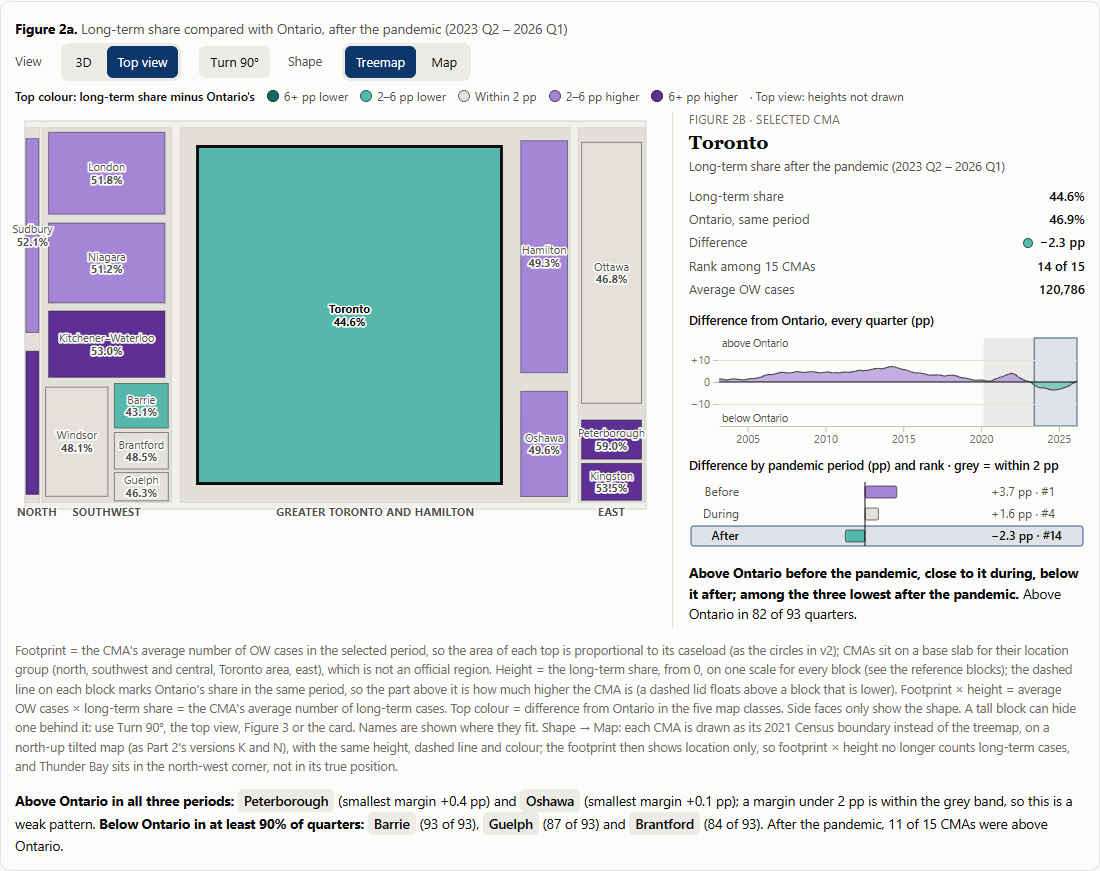 Figure 2a. Long-term share compared with Ontario, after the pandemic (2023 Q2 – 2026 Q1)
View 3D Top view Turn 90° Shape Treemap Map
Top colour: long-term share minus Ontario's 6+ pp lower 2–6 pp lower Within 2 pp 2–6 pp higher 6+ pp higher · Top view: heights not drawn
Sudbury
52.1%
London
51.8%
Niagara
51.2%
Kitchener–Waterloo
53.0%
Windsor
48.1%
Barrie
43.1%
Brantford
48.5%
Guelph
46.3%
Toronto
44.6%
Hamilton
49.3%
Oshawa
49.6%
Ottawa
46.8%
Peterborough
59.0%
Kingston
53.5%
NORTH SOUTHWEST GREATER TORONTO AND HAMILTON EAST
FIGURE 2B · SELECTED CMA
Toronto
Long-term share after the pandemic (2023 Q2 – 2026 Q1)
Long-term share 44.6%
Ontario, same period 46.9%
Difference −2.3 pp
Rank among 15 CMAs 14 of 15
Average OW cases 120,786
Difference from Ontario, every quarter (pp)
above Ontario
+10
0
−10
below Ontario
2005 2010 2015 2020 2025
Difference by pandemic period (pp) and rank · grey = within 2 pp
Before +3.7 pp · #1
During +1.6 pp · #4
After −2.3 pp · #14
Above Ontario before the pandemic, close to it during, below
it after; among the three lowest after the pandemic. Above
Ontario in 82 of 93 quarters.
Footprint = the CMA's average number of OW cases in the selected period, so the area of each top is proportional to its caseload (as the circles in v2); CMAs sit on a base slab for their location
group (north, southwest and central, Toronto area, east), which is not an official region. Height = the long-term share, from 0, on one scale for every block (see the reference blocks); the dashed
line on each block marks Ontario's share in the same period, so the part above it is how much higher the CMA is (a dashed lid floats above a block that is lower). Footprint × height = average
OW cases × long-term share = the CMA's average number of long-term cases. Top colour = difference from Ontario in the five map classes. Side faces only show the shape. A tall block can hide
one behind it: use Turn 90°, the top view, Figure 3 or the card. Names are shown where they fit. Shape → Map: each CMA is drawn as its 2021 Census boundary instead of the treemap, on a
north-up tilted map (as Part 2's versions K and N), with the same height, dashed line and colour; the footprint then shows location only, so footprint × height no longer counts long-term cases,
and Thunder Bay sits in the north-west corner, not in its true position.
Above Ontario in all three periods: Peterborough (smallest margin +0.4 pp) and Oshawa (smallest margin +0.1 pp); a margin under 2 pp is within the grey band, so this is a
weak pattern. Below Ontario in at least 90% of quarters: Barrie (93 of 93), Guelph (87 of 93) and Brantford (84 of 93). After the pandemic, 11 of 15 CMAs were above
Ontario.